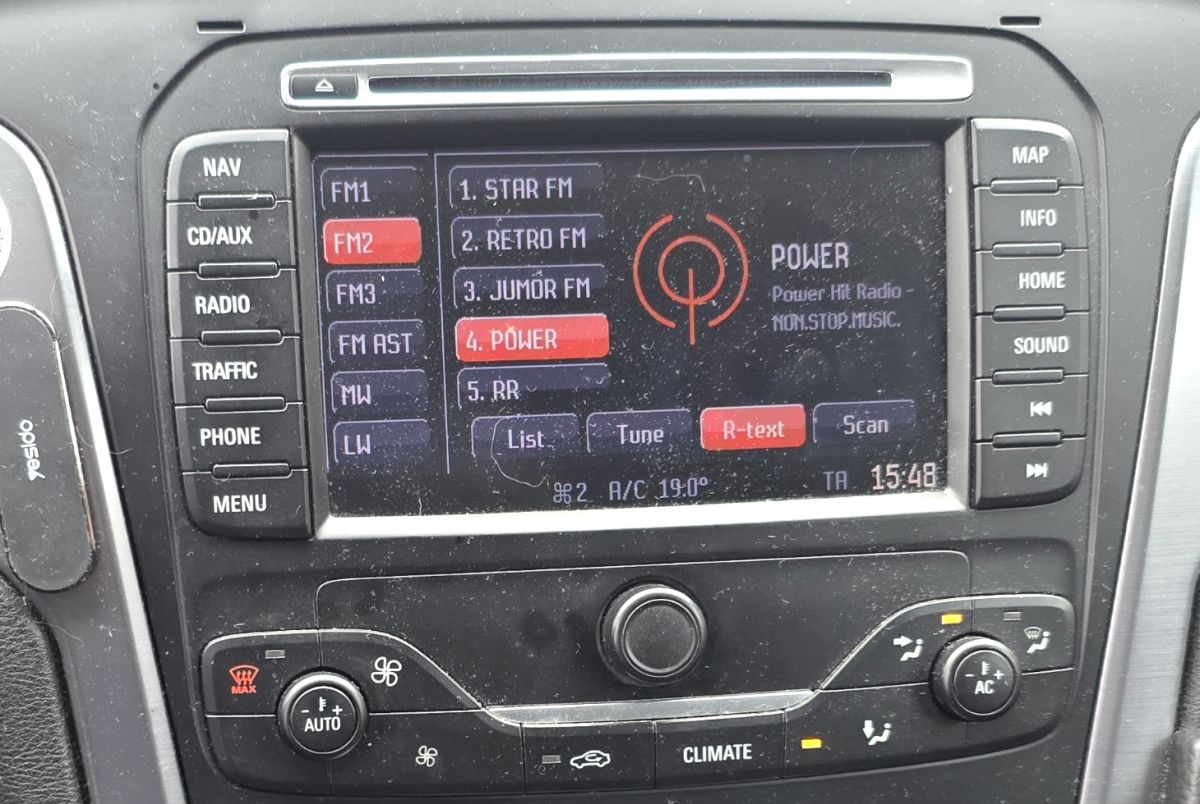 NAV
CD/AUX
RADIO
TRAFFIC
PHONE
MENU
FM1
FM2
FM3
FM AST
MW
LW
1. STAR FM
2. RETRO FM
3. JUMOR FM
4. POWER
5. RR
POWER
Power Hit Radio -
NON.STOP.MUSIC.
List
Tune
R-text
Scan
2 A/C 19.0°
TA 15:48
MAP
INFO
HOME
SOUND
yesido
MAX
- +
AUTO
CLIMATE
- +
AC